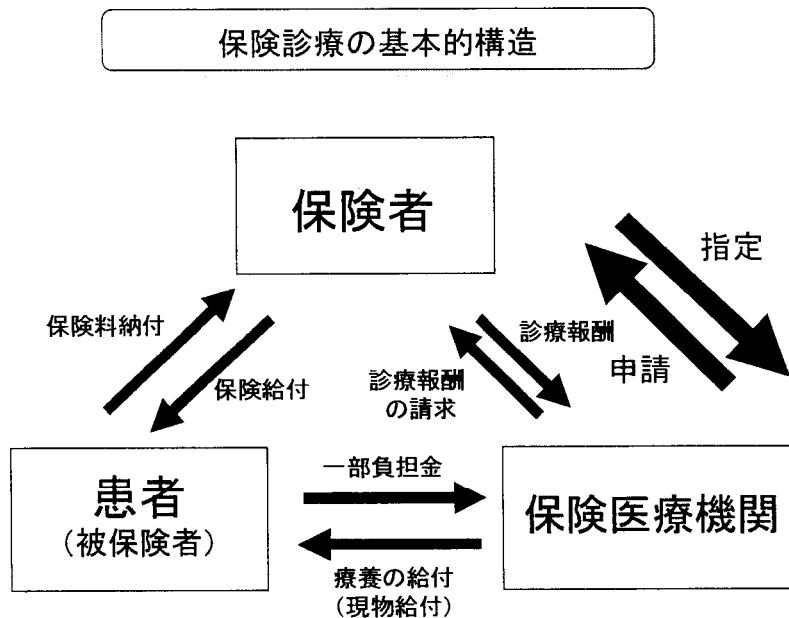 保険診療の基本的構造
保険者
指定
保険料納付
診療報酬
申請
保険給付
診療報酬
の請求
一部負担金
患者
(被保険者)
保険医療機関
療養の給付
(現物給付)